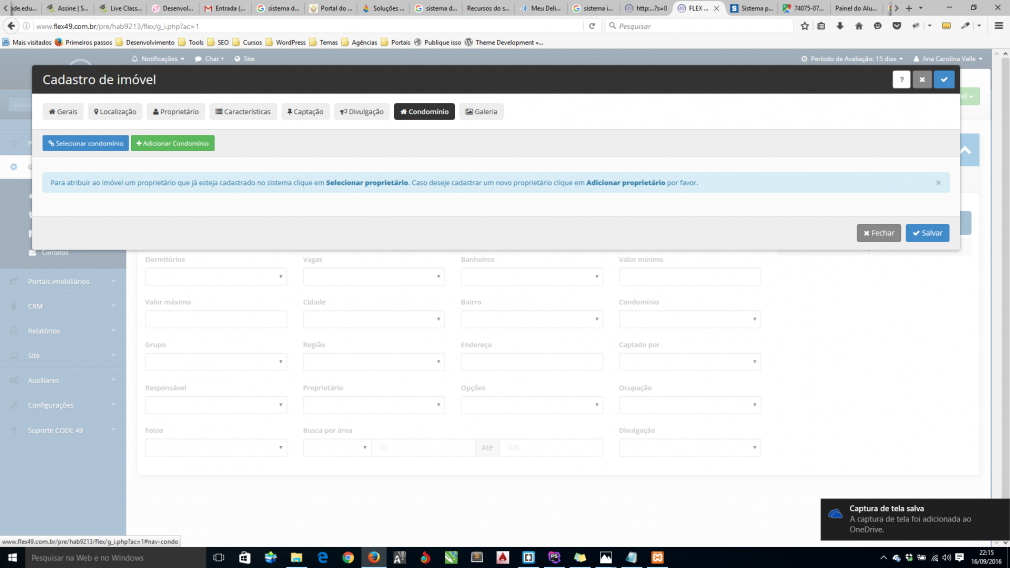 jde.edu...
Assine | S...
Live Class...
Desenvol...
Entrada (...
sistema d...
Portal do ...
Soluções ...
sistema d...
Recursos do s...
Meu Deli...
sistema i...
http:...?s=0
FLEX ...
Sistema p...
74075-07...
Painel do Alu...
www.flex49.com.br/pre/hab9213/flex/g_i.php?ac=1
Pesquisar
Mais visitados
Primeiros passos
Desenvolvimento
Tools
SEO
Cursos
WordPress
Temas
Agências
Portais
Publique isso
Theme Development «...
Notificações
Chat
Site
Período de Avaliação: 15 dias
Ana Carolina Valle
Cadastro de imóvel
?
Gerais
Localização
Proprietário
Características
Captação
Divulgação
Condomínio
Galeria
Selecionar condomínio
Adicionar Condomínio
Para atribuir ao imóvel um proprietário que já esteja cadastrado no sistema clique em Selecionar proprietário. Caso deseje cadastrar um novo proprietário clique em Adicionar proprietário por favor.
Fechar
Salvar
Contatos
Portais imobiliários
CRM
Relatórios
Site
Auxiliares
Configurações
Suporte CODE 49
Dormitórios
Vagas
Banheiros
Valor mínimo
Valor máximo
Cidade
Bairro
Condomínio
Grupo
Região
Endereço
Captado por
Responsável
Proprietário
Opções
Ocupação
Fotos
Busca por área
Divulgação
10
Até
100
Captura de tela salva
A captura de tela foi adicionada ao
OneDrive.
www.flex49.com.br/pre/hab9213/flex/g_i.php?ac=1#nav-condo
Pesquisar na Web e no Windows
22:15
16/09/2016